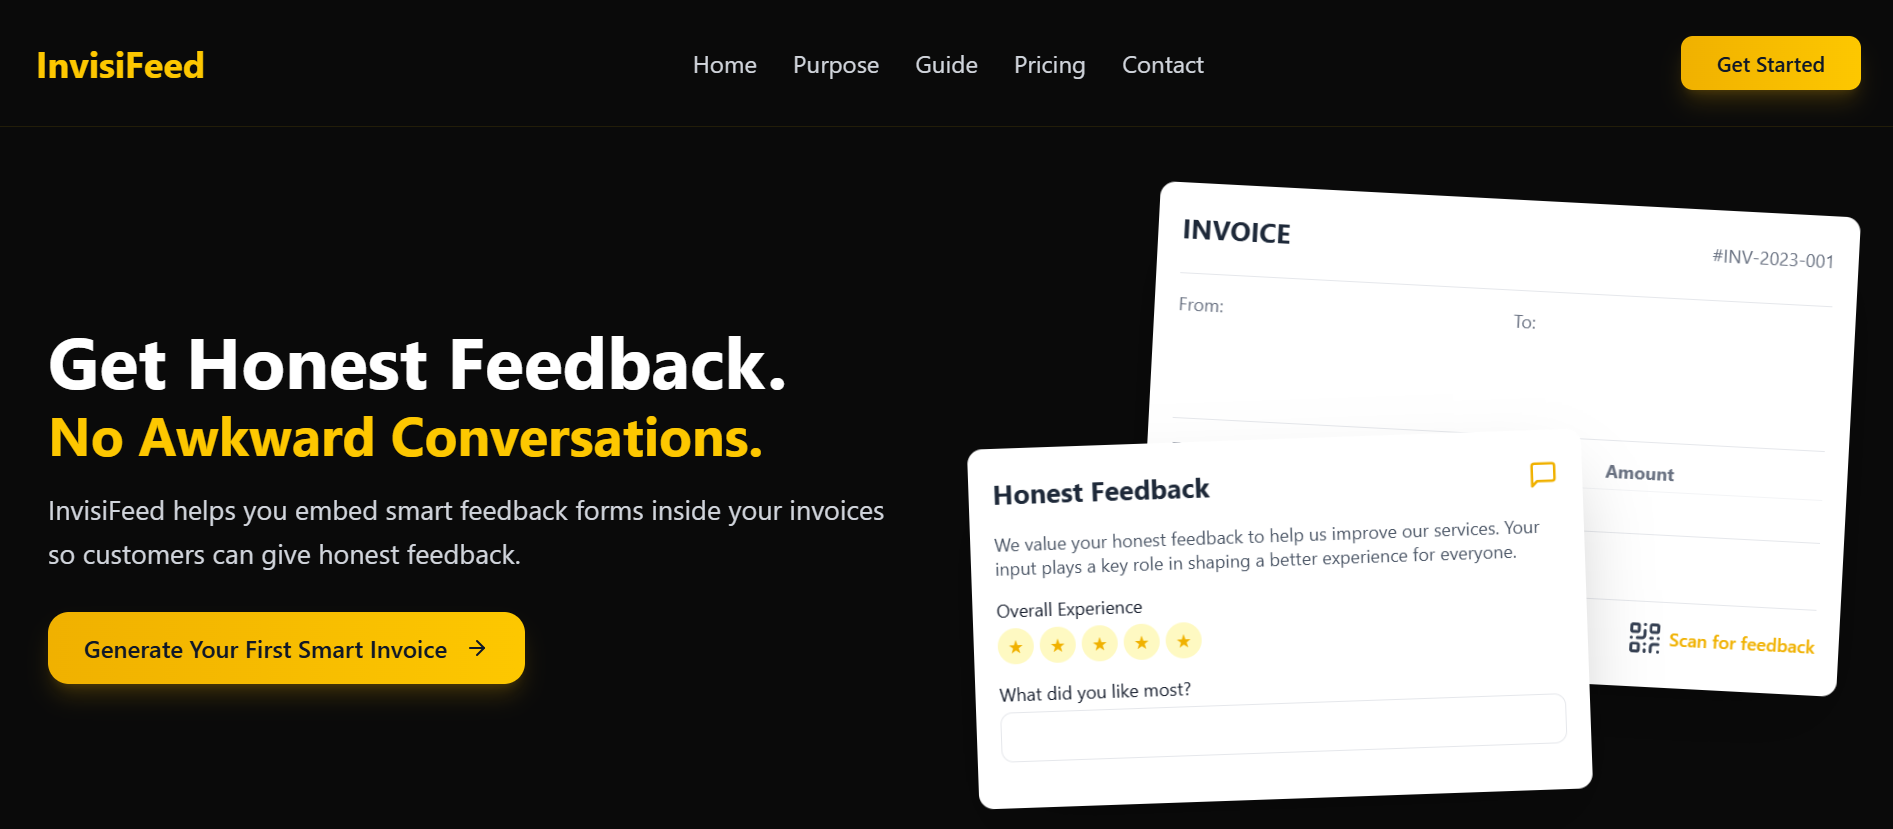 InvisiFeed
Home Purpose Guide Pricing Contact
Get Started
Get Honest Feedback.
No Awkward Conversations.
InvisiFeed helps you embed smart feedback forms inside your invoices
so customers can give honest feedback.
Generate Your First Smart Invoice
INVOICE
#INV-2023-001
From:
To:
Amount
Scan for feedback
Honest Feedback
We value your honest feedback to help us improve our services. Your
input plays a key role in shaping a better experience for everyone.
Overall Experience
What did you like most?